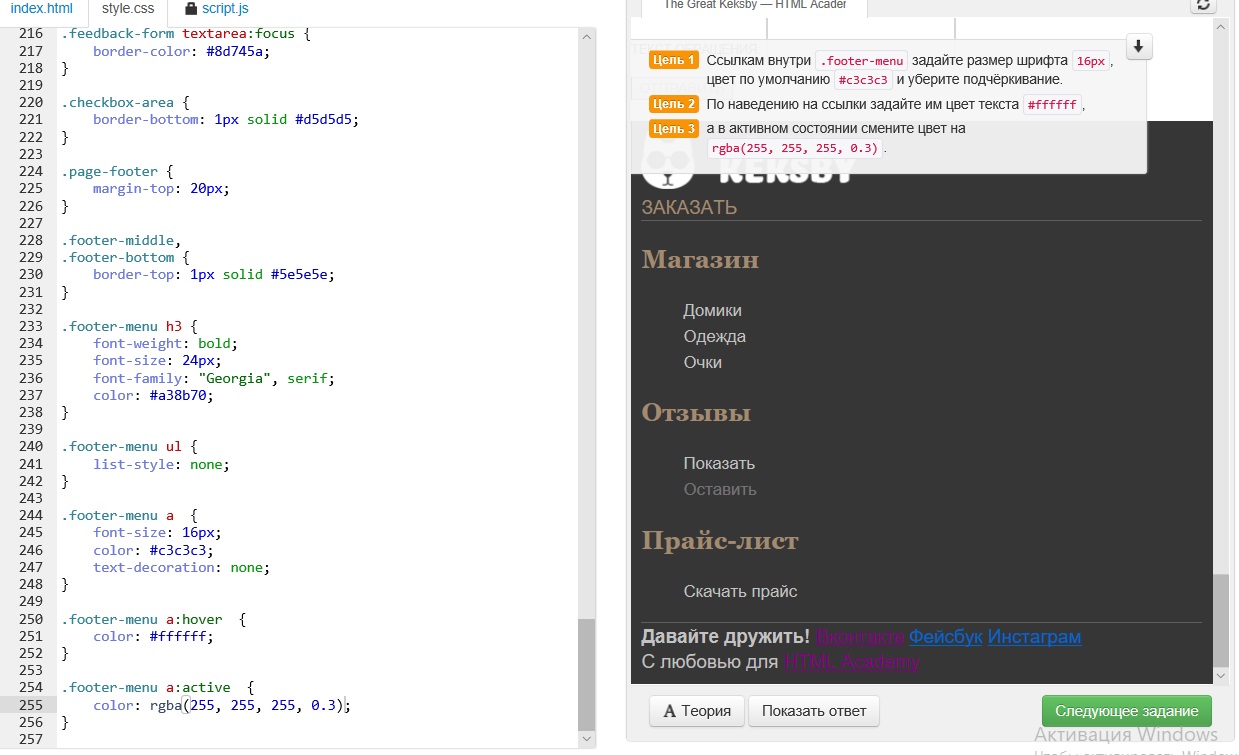 index.html style.css script.js
216 .feedback-form textarea:focus {
217 border-color: #8d745a;
218 }
219
220 .checkbox-area {
221 border-bottom: 1px solid #d5d5d5;
222 }
223
224 .page-footer {
225 margin-top: 20px;
226 }
227
228 .footer-middle,
229 .footer-bottom {
230 border-top: 1px solid #5e5e5e;
231 }
232
233 .footer-menu h3 {
234 font-weight: bold;
235 font-size: 24px;
236 font-family: "Georgia", serif;
237 color: #a38b70;
238 }
239
240 .footer-menu ul {
241 list-style: none;
242 }
243
244 .footer-menu a {
245 font-size: 16px;
246 color: #c3c3c3;
247 text-decoration: none;
248 }
249
250 .footer-menu a:hover {
251 color: #ffffff;
252 }
253
254 .footer-menu a:active {
255 color: rgba(255, 255, 255, 0.3);
256 }
257
The Great Keksby — HTML Acader
Цель 1 Ссылкам внутри .footer-menu задайте размер шрифта 16px,
цвет по умолчанию #c3c3c3 и уберите подчёркивание.
Цель 2 По наведению на ссылки задайте им цвет текста #ffffff,
Цель 3 а в активном состоянии смените цвет на
rgba(255, 255, 255, 0.3).
KEKSBY
ЗАКАЗАТЬ
Магазин
Домики
Одежда
Очки
Отзывы
Показать
Оставить
Прайс-лист
Скачать прайс
Давайте дружить! Вконтакте Фейсбук Инстаграм
С любовью для HTML Academy
A Теория Показать ответ Следующее задание
Активация Windows